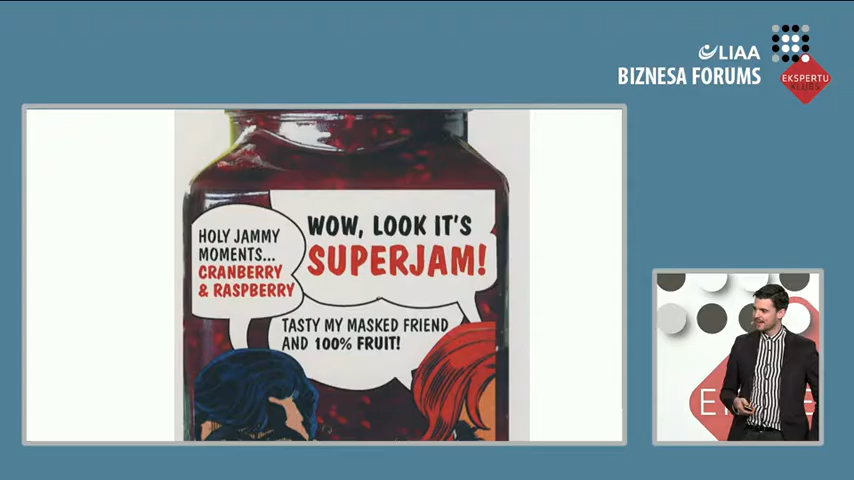 LIAA
BIZNESA FORUMS
EKSPERTU
KLUBS
HOLY JAMMY
MOMENTS...
CRANBERRY
& RASPBERRY
WOW, LOOK IT'S
SUPERJAM!
TASTY MY MASKED FRIEND
AND 100% FRUIT!